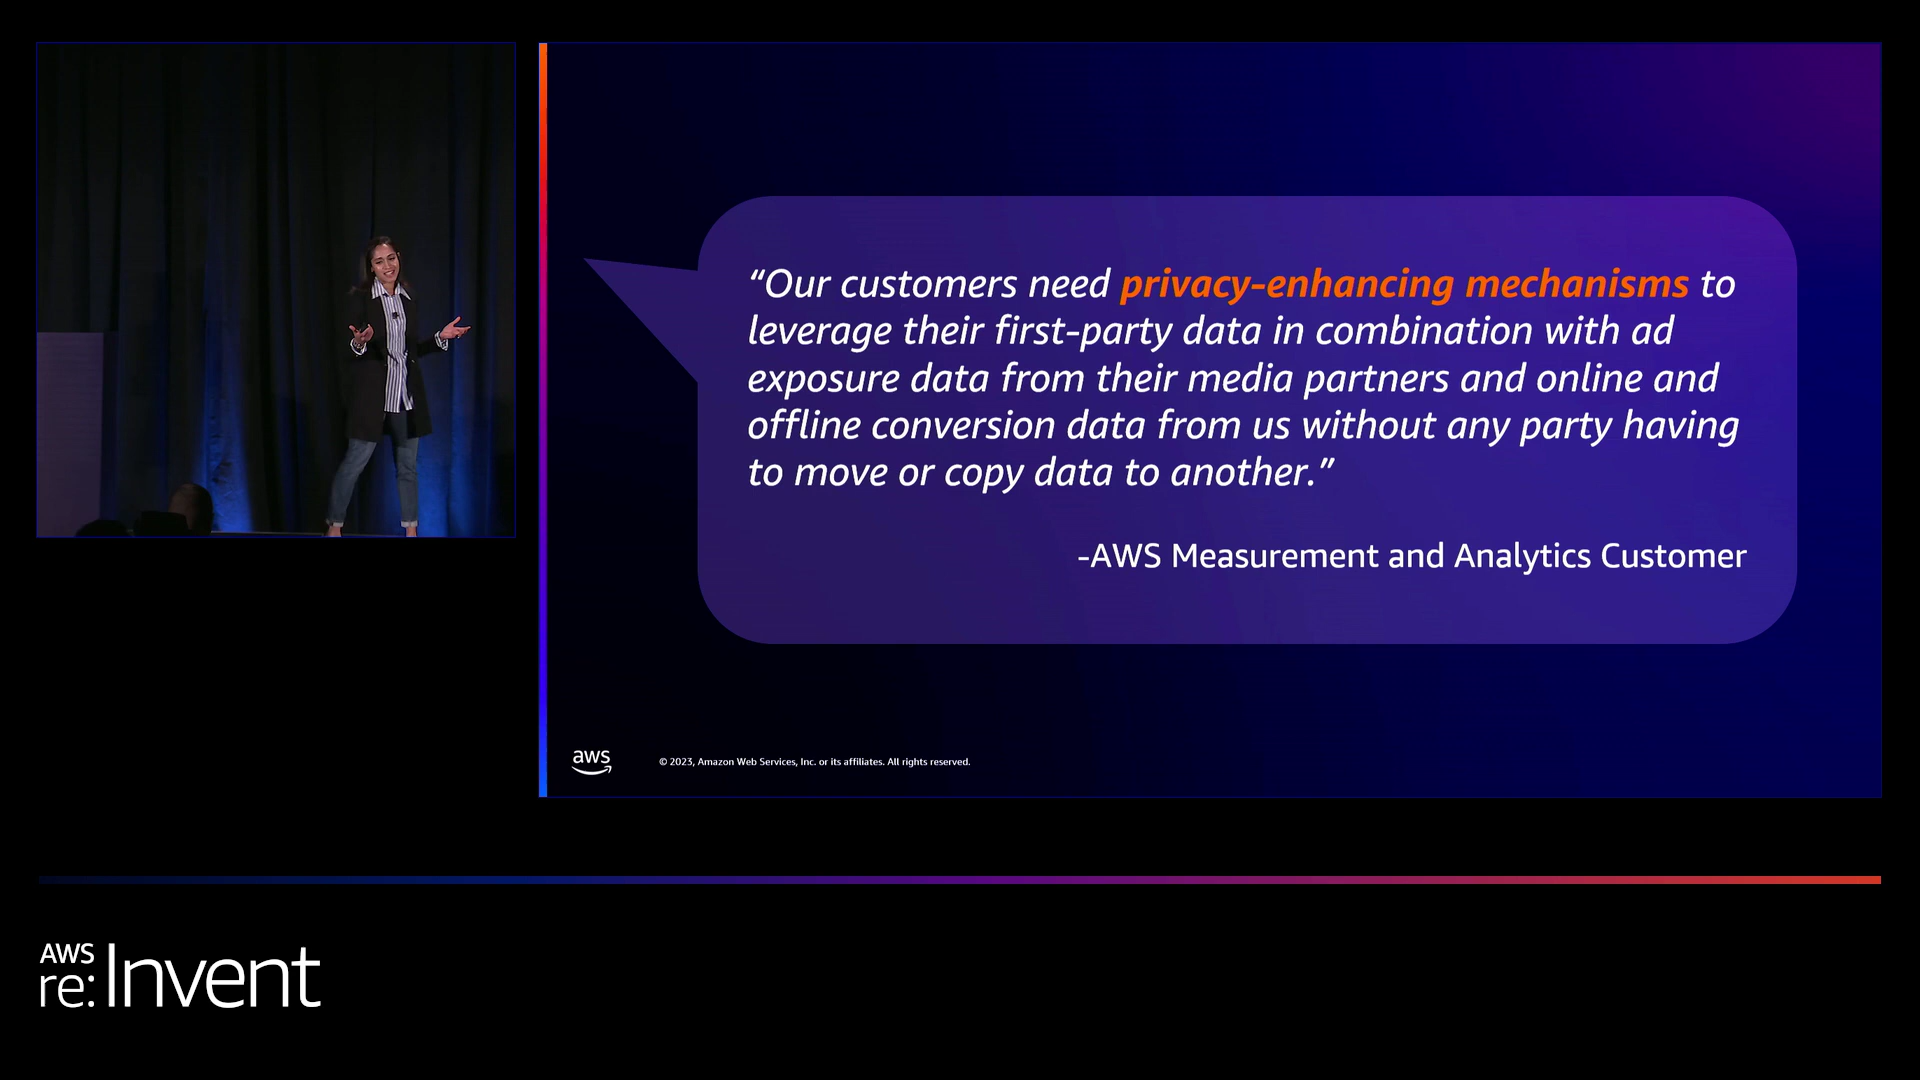 “Our customers need privacy-enhancing mechanisms to
leverage their first-party data in combination with ad
exposure data from their media partners and online and
offline conversion data from us without any party having
to move or copy data to another.”
-AWS Measurement and Analytics Customer
aws
© 2023, Amazon Web Services, Inc. or its affiliates. All rights reserved.
AWS
re:Invent